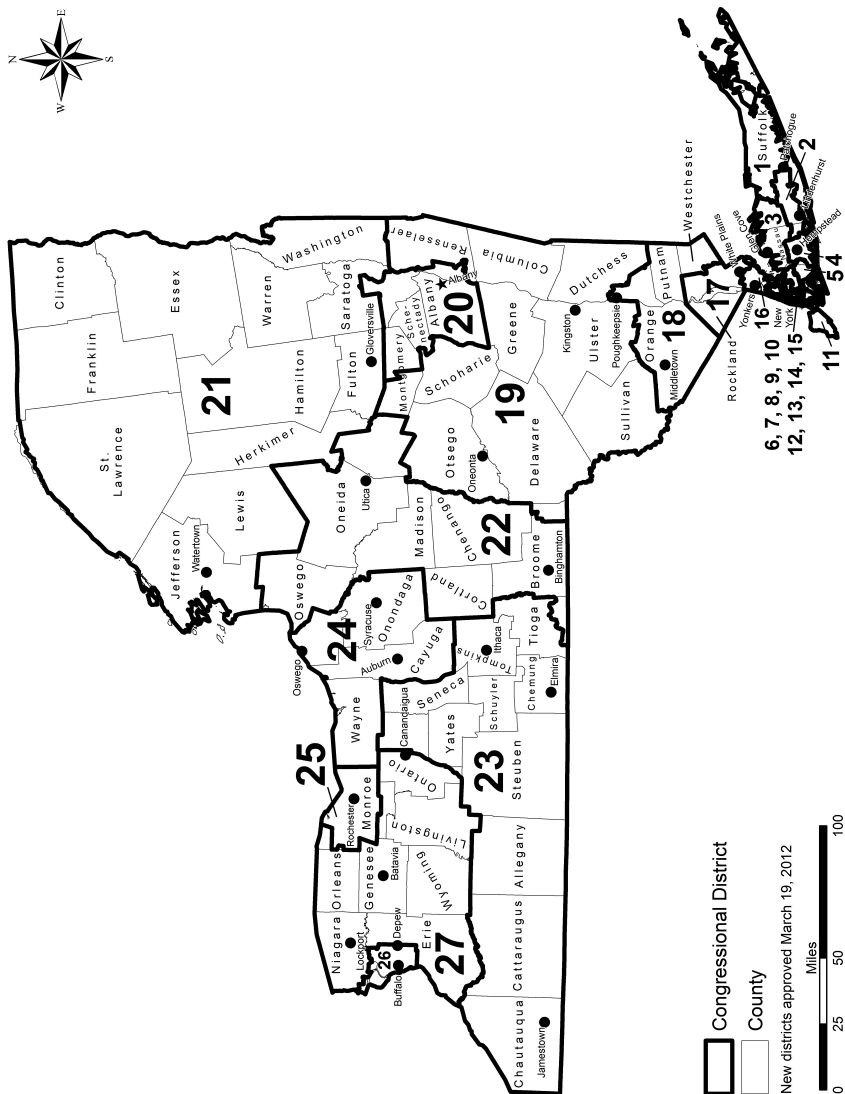 N
E
S
W
Clinton
Franklin
St.
Lawrence
Essex
Jefferson
Watertown
Lewis
Herkimer
Hamilton
21
Warren
Washington
Saratoga
Fulton
Gloversville
Oswego
Oswego
Oneida
Utica
Montgomery
Sche-
nectady
Albany
Albany
20
Rensselaer
Niagara
Lockport
Orleans
25
Rochester
Monroe
Wayne
24
Syracuse
Onondaga
Auburn
Cayuga
Madison
Otsego
Oneonta
Schoharie
Columbia
Greene
19
26
Buffalo
Depew
Erie
Genesee
Batavia
Wyoming
Livingston
Ontario
Canandaigua
Seneca
Yates
Cortland
Chenango
22
Delaware
Kingston
Ulster
Dutchess
Poughkeepsie
27
Chautauqua
Jamestown
Cattaraugus
Allegany
23
Steuben
Schuyler
Tompkins
Ithaca
Chemung
Elmira
Tioga
Broome
Binghamton
Sullivan
Orange
18
Middletown
Putnam
Westchester
17
Rockland
White Plains
Yonkers
16
New
York
Glen Cove
Nassau
3
1
Suffolk
Patchogue
2
Lindenhurst
Hempstead
5
4
6, 7, 8, 9, 10
12, 13, 14, 15
11
Congressional District
County
New districts approved March 19, 2012
Miles
0
25
50
100